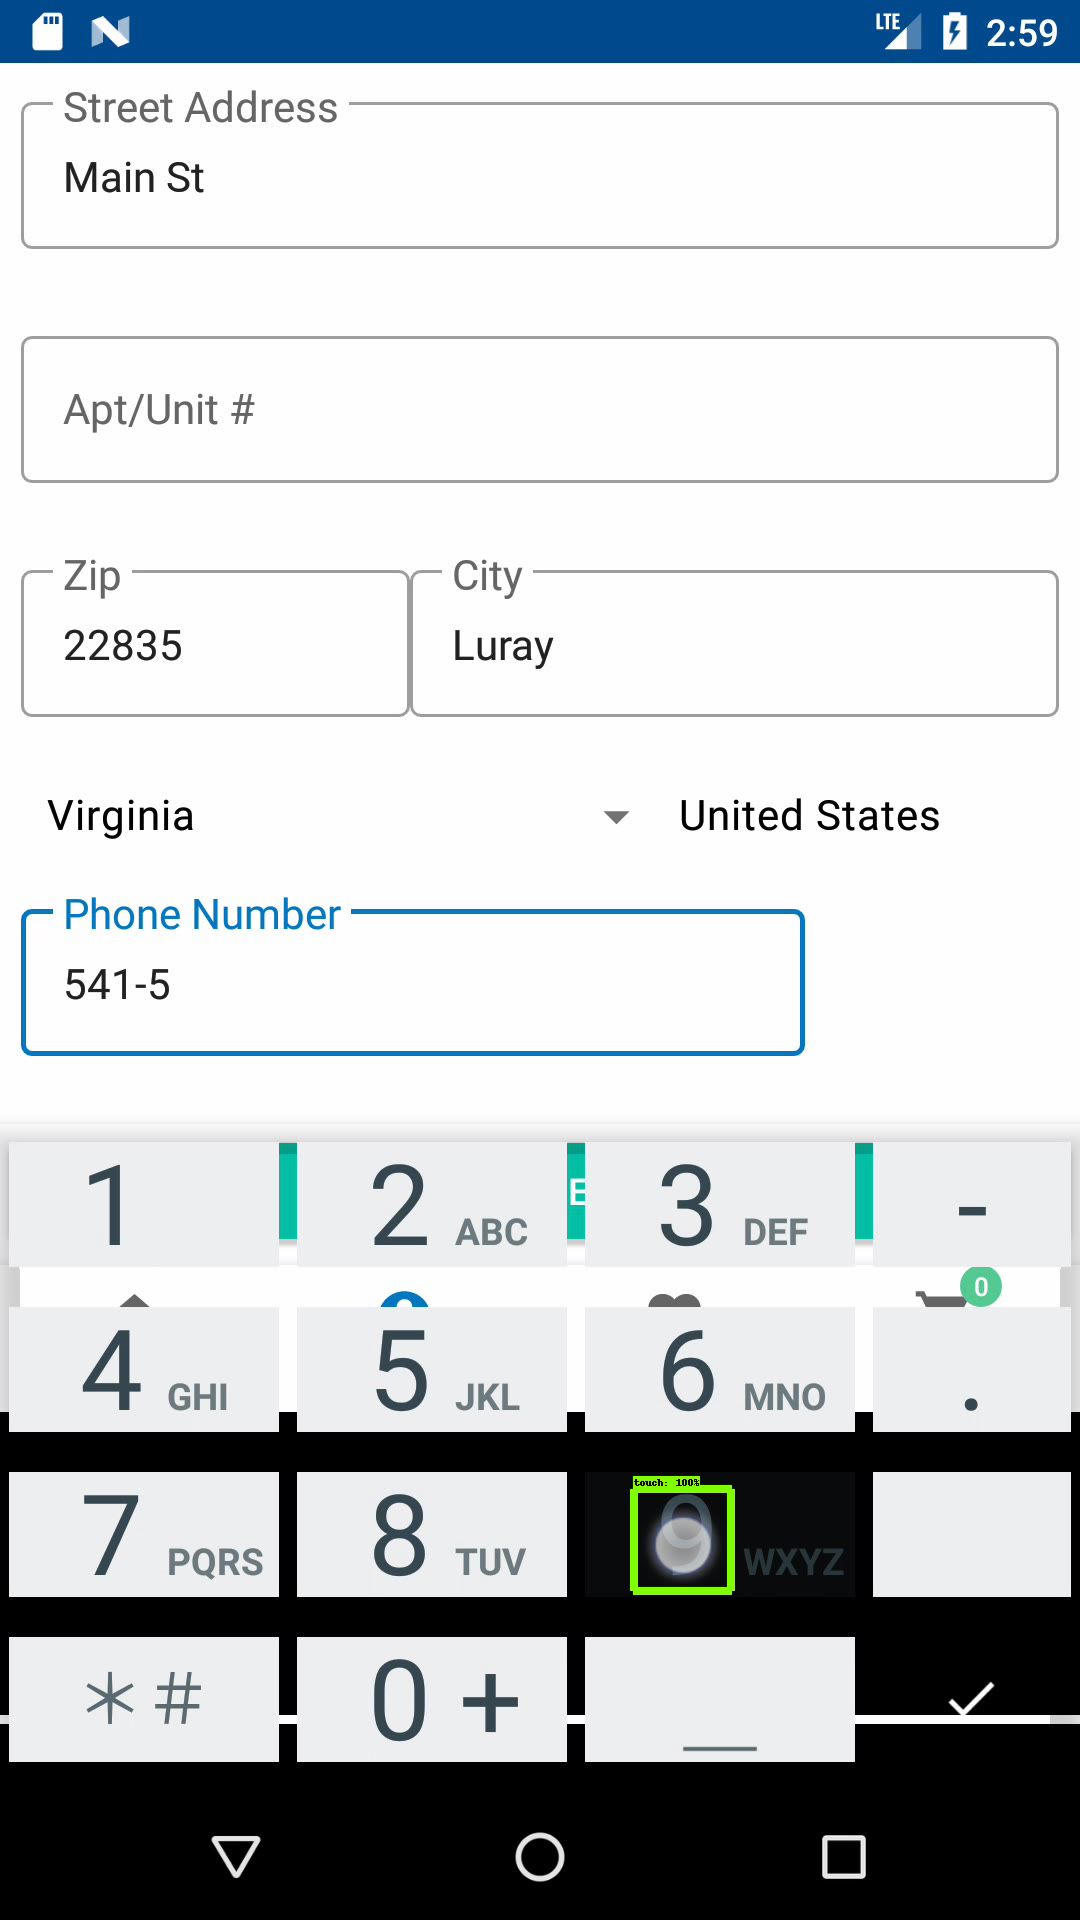 LTE 2:59
Street Address
Main St
Apt/Unit #
Zip City
22835 Luray
Virginia United States
Phone Number
541-5
1 2 ABC E 3 DEF -
0
4 GHI 5 JKL 6 MNO .
touch: 100%
7 PQRS 8 TUV 9 WXYZ
*# 0 + _